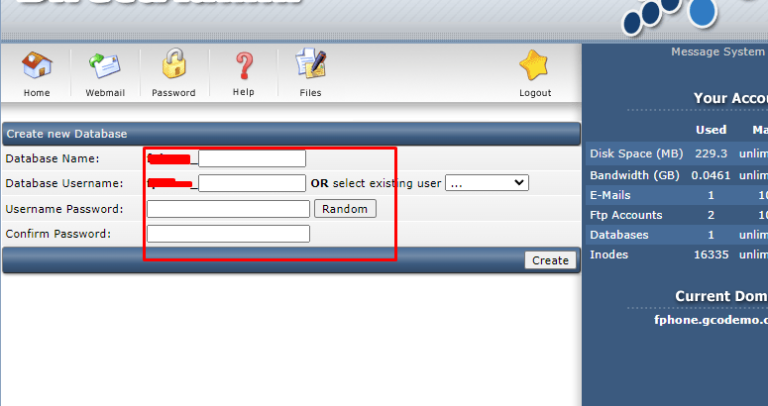 Message System
Home Webmail Password Help Files Logout
Your Accou
Used Ma
Create new Database
Database Name: _
Disk Space (MB) 229.3 unlim
Database Username: _ OR select existing user ...
Bandwidth (GB) 0.0461 unlim
E-Mails 1 10
Username Password: Random
Ftp Accounts 2 10
Confirm Password:
Databases 1 unlim
Create
Inodes 16335 unlim
Current Dom
fphone.gcodemo.c